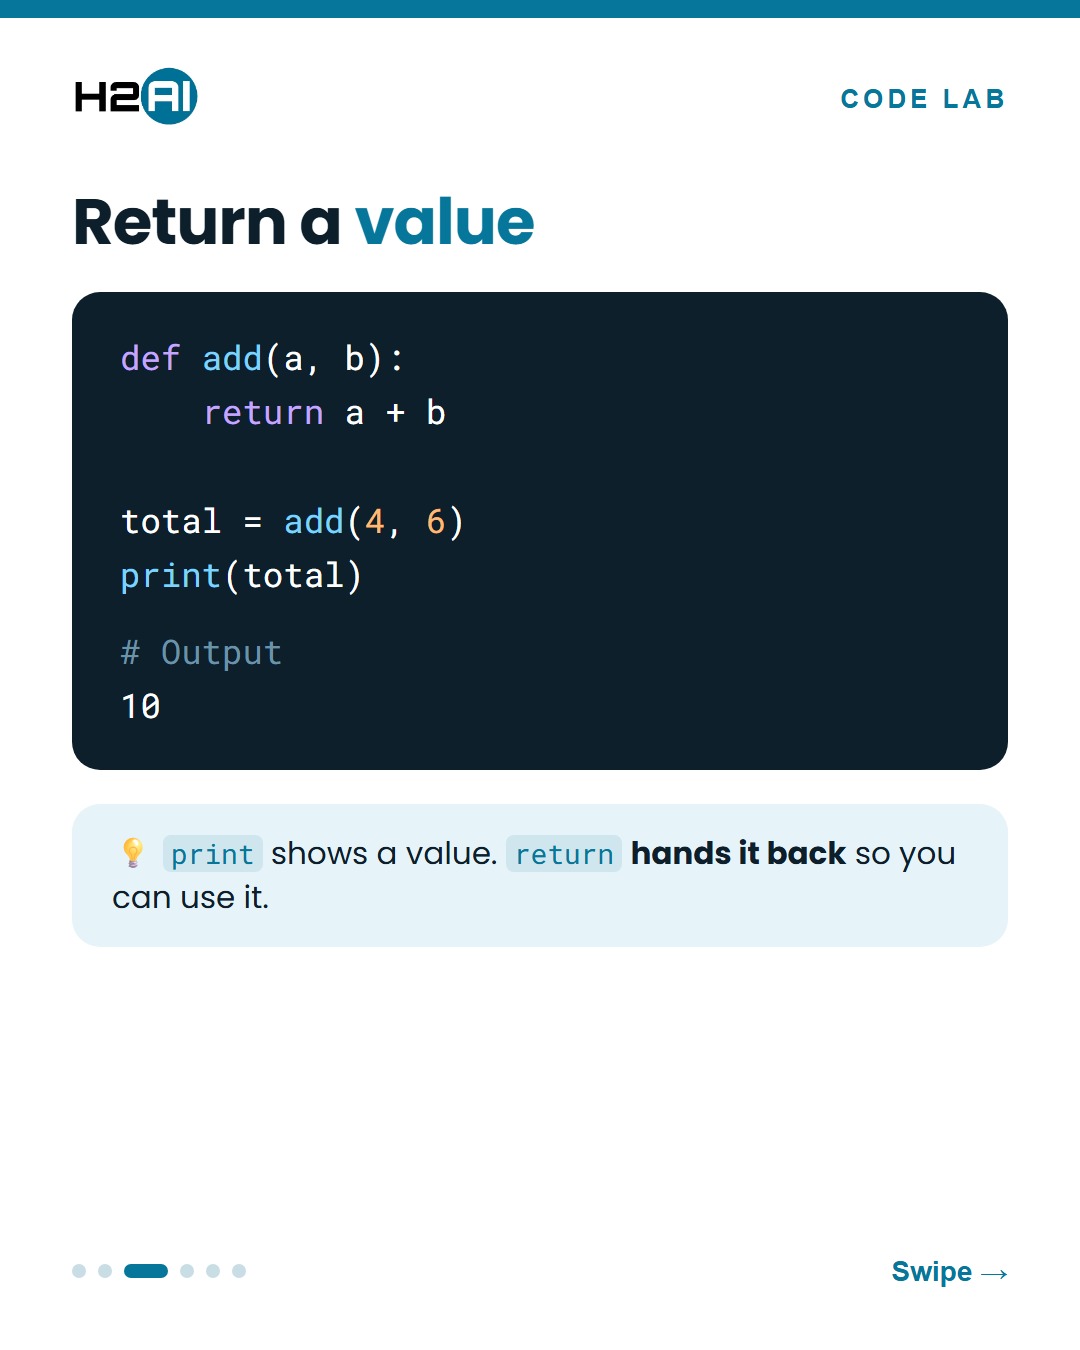 H2AI
CODE LAB
Return a value
def add(a, b):
    return a + b
total = add(4, 6)
print(total)
# Output
10
💡 print shows a value. return hands it back so you
can use it.
Swipe →